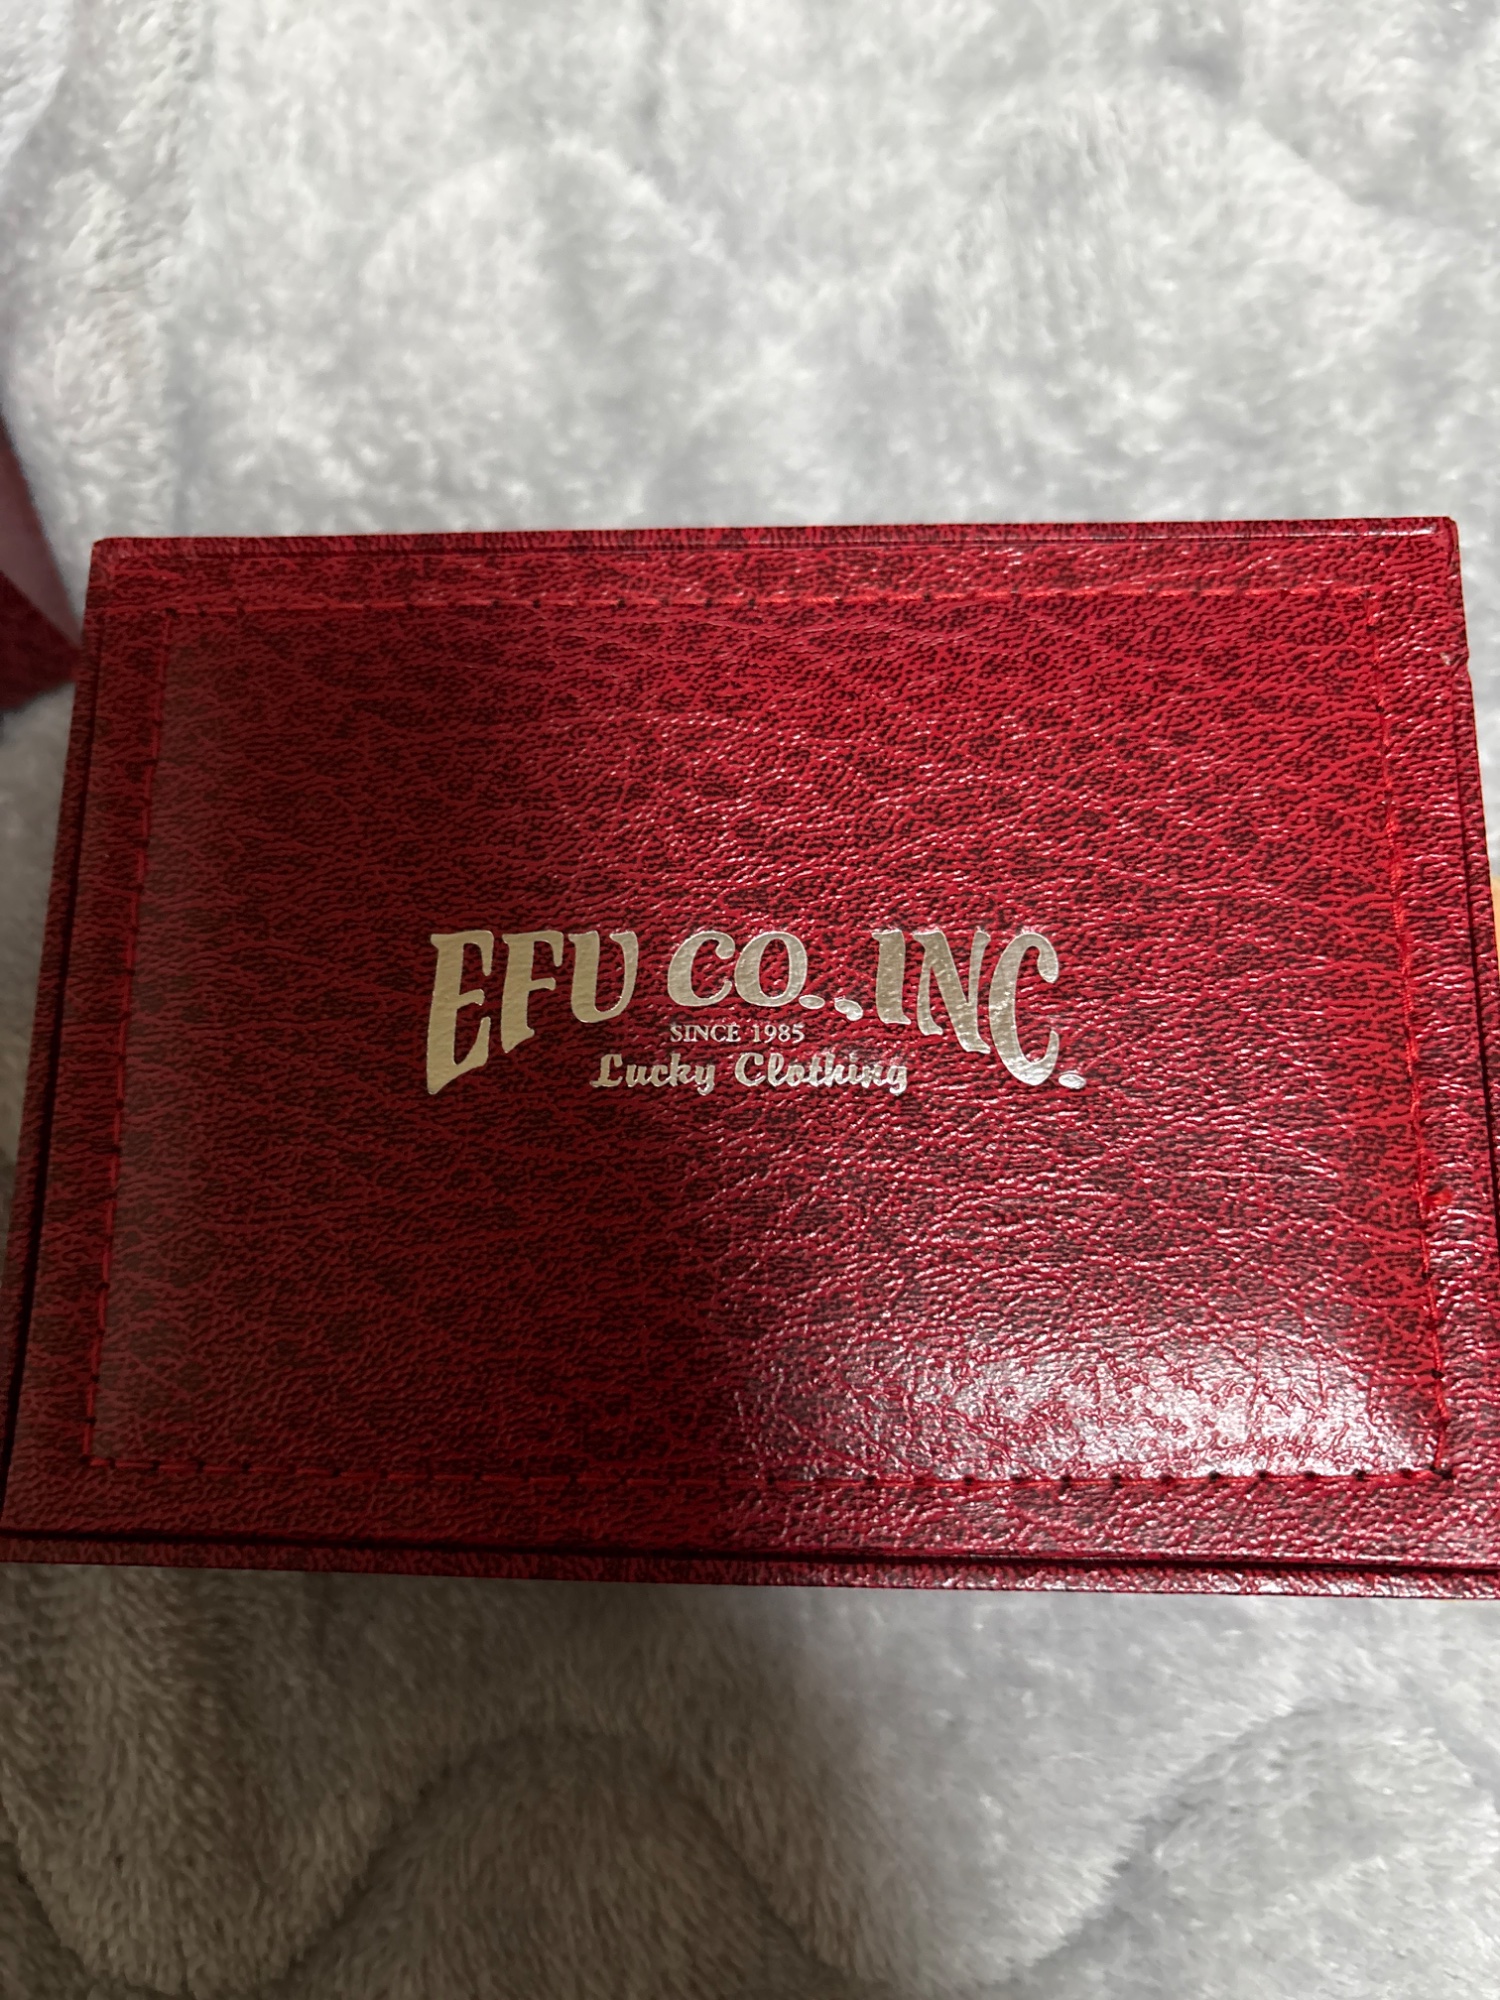 EFU CO., INC.
SINCE 1985
Lucky Clothing